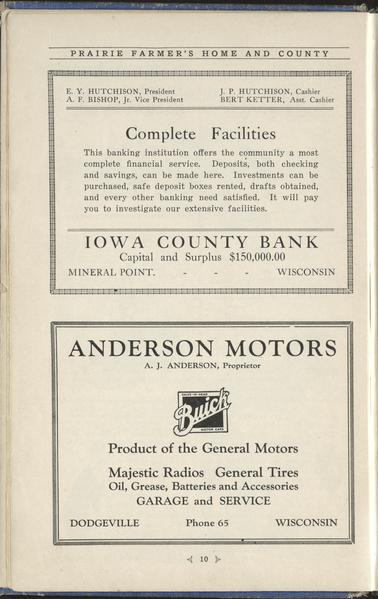 PRAIRIE FARMER'S HOME AND COUNTY
E. Y. HUTCHISON, President
A. F. BISHOP, Jr. Vice President
J. P. HUTCHISON, Cashier
BERT KETTER, Asst. Cashier
Complete Facilities
This banking institution offers the community a most
complete financial service. Deposits, both checking
and savings, can be made here. Investments can be
purchased, safe deposit boxes rented, drafts obtained,
and every other banking need satisfied. It will pay
you to investigate our extensive facilities.
IOWA COUNTY BANK
Capital and Surplus $150,000.00
MINERAL POINT. - - - WISCONSIN
ANDERSON MOTORS
A. J. ANDERSON, Proprietor
VALVE-IN-HEAD
Buick
MOTOR CARS
Product of the General Motors
Majestic Radios General Tires
Oil, Grease, Batteries and Accessories
GARAGE and SERVICE
DODGEVILLE Phone 65 WISCONSIN
10